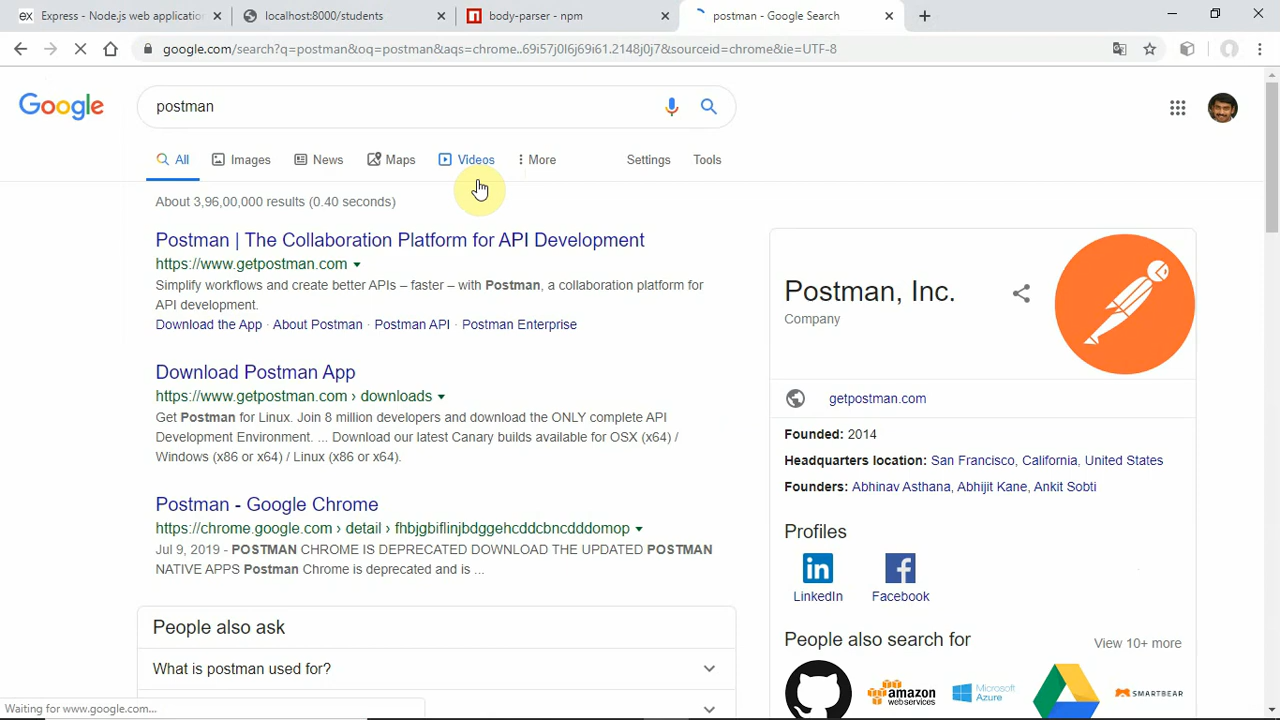 Express - Node.js web application
localhost:8000/students
body-parser - npm
postman - Google Search
google.com/search?q=postman&oq=postman&aqs=chrome..69i57j0l6j69i61.2148j0j7&sourceid=chrome&ie=UTF-8
Google
postman
All
Images
News
Maps
Videos
More
Settings
Tools
About 3,96,00,000 results (0.40 seconds)
Postman | The Collaboration Platform for API Development
https://www.getpostman.com
Simplify workflows and create better APIs – faster – with Postman, a collaboration platform for
API development.
Download the App · About Postman · Postman API · Postman Enterprise
Download Postman App
https://www.getpostman.com › downloads
Get Postman for Linux. Join 8 million developers and download the ONLY complete API
Development Environment. ... Download our latest Canary builds available for OSX (x64) /
Windows (x86 or x64) / Linux (x86 or x64).
Postman - Google Chrome
https://chrome.google.com › detail › fhbjgbiflinjbdggehcddcbncdddomop
Jul 9, 2019 - POSTMAN CHROME IS DEPRECATED DOWNLOAD THE UPDATED POSTMAN
NATIVE APPS Postman Chrome is deprecated and is ...
People also ask
What is postman used for?
Postman, Inc.
Company
getpostman.com
Founded: 2014
Headquarters location: San Francisco, California, United States
Founders: Abhinav Asthana, Abhijit Kane, Ankit Sobti
Profiles
LinkedIn
Facebook
People also search for
View 10+ more
amazon
web services
Microsoft
Azure
SMARTBEAR
Waiting for www.google.com...